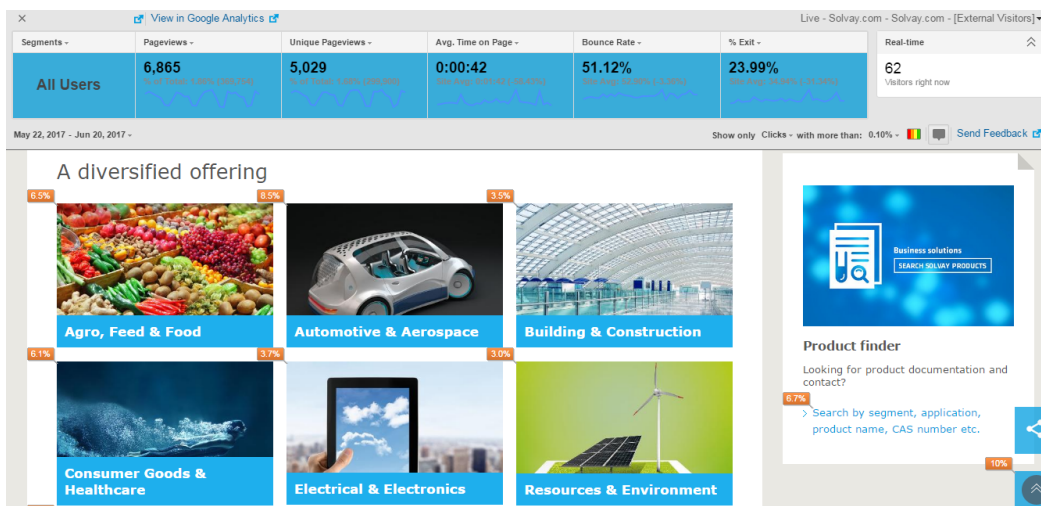 × View in Google Analytics Live - Solvay.com - Solvay.com - [External Visitors]
Segments Pageviews Unique Pageviews Avg. Time on Page Bounce Rate % Exit Real-time
All Users
6,865 5,029 0:00:42 51.12% 23.99% 62
Visitors right now
May 22, 2017 - Jun 20, 2017 Show only Clicks with more than: 0.10% Send Feedback
A diversified offering
6.5% 8.5% 3.5%
Business solutions
SEARCH SOLVAY PRODUCTS
Agro, Feed & Food Automotive & Aerospace Building & Construction
Product finder
6.1% 3.7% 3.0%
Looking for product documentation and
contact?
6.7%
Search by segment, application,
product name, CAS number etc.
10%
Consumer Goods &
Healthcare
Electrical & Electronics Resources & Environment